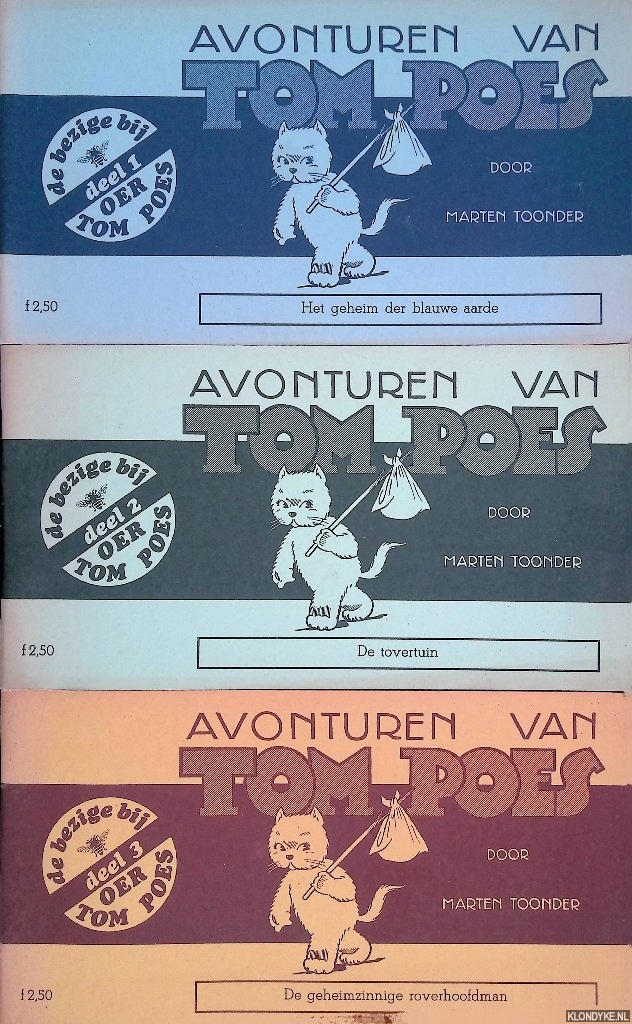 AVONTUREN VAN
TOM POES
de bezige bij
deel 1
OER
TOM POES
DOOR
MARTEN TOONDER
f 2,50
Het geheim der blauwe aarde
AVONTUREN VAN
TOM POES
de bezige bij
deel 2
OER
TOM POES
DOOR
MARTEN TOONDER
f 2,50
De tovertuin
AVONTUREN VAN
TOM POES
de bezige bij
deel 3
OER
TOM POES
DOOR
MARTEN TOONDER
f 2,50
De geheimzinnige roverhoofdman
KLONDYKE.NL